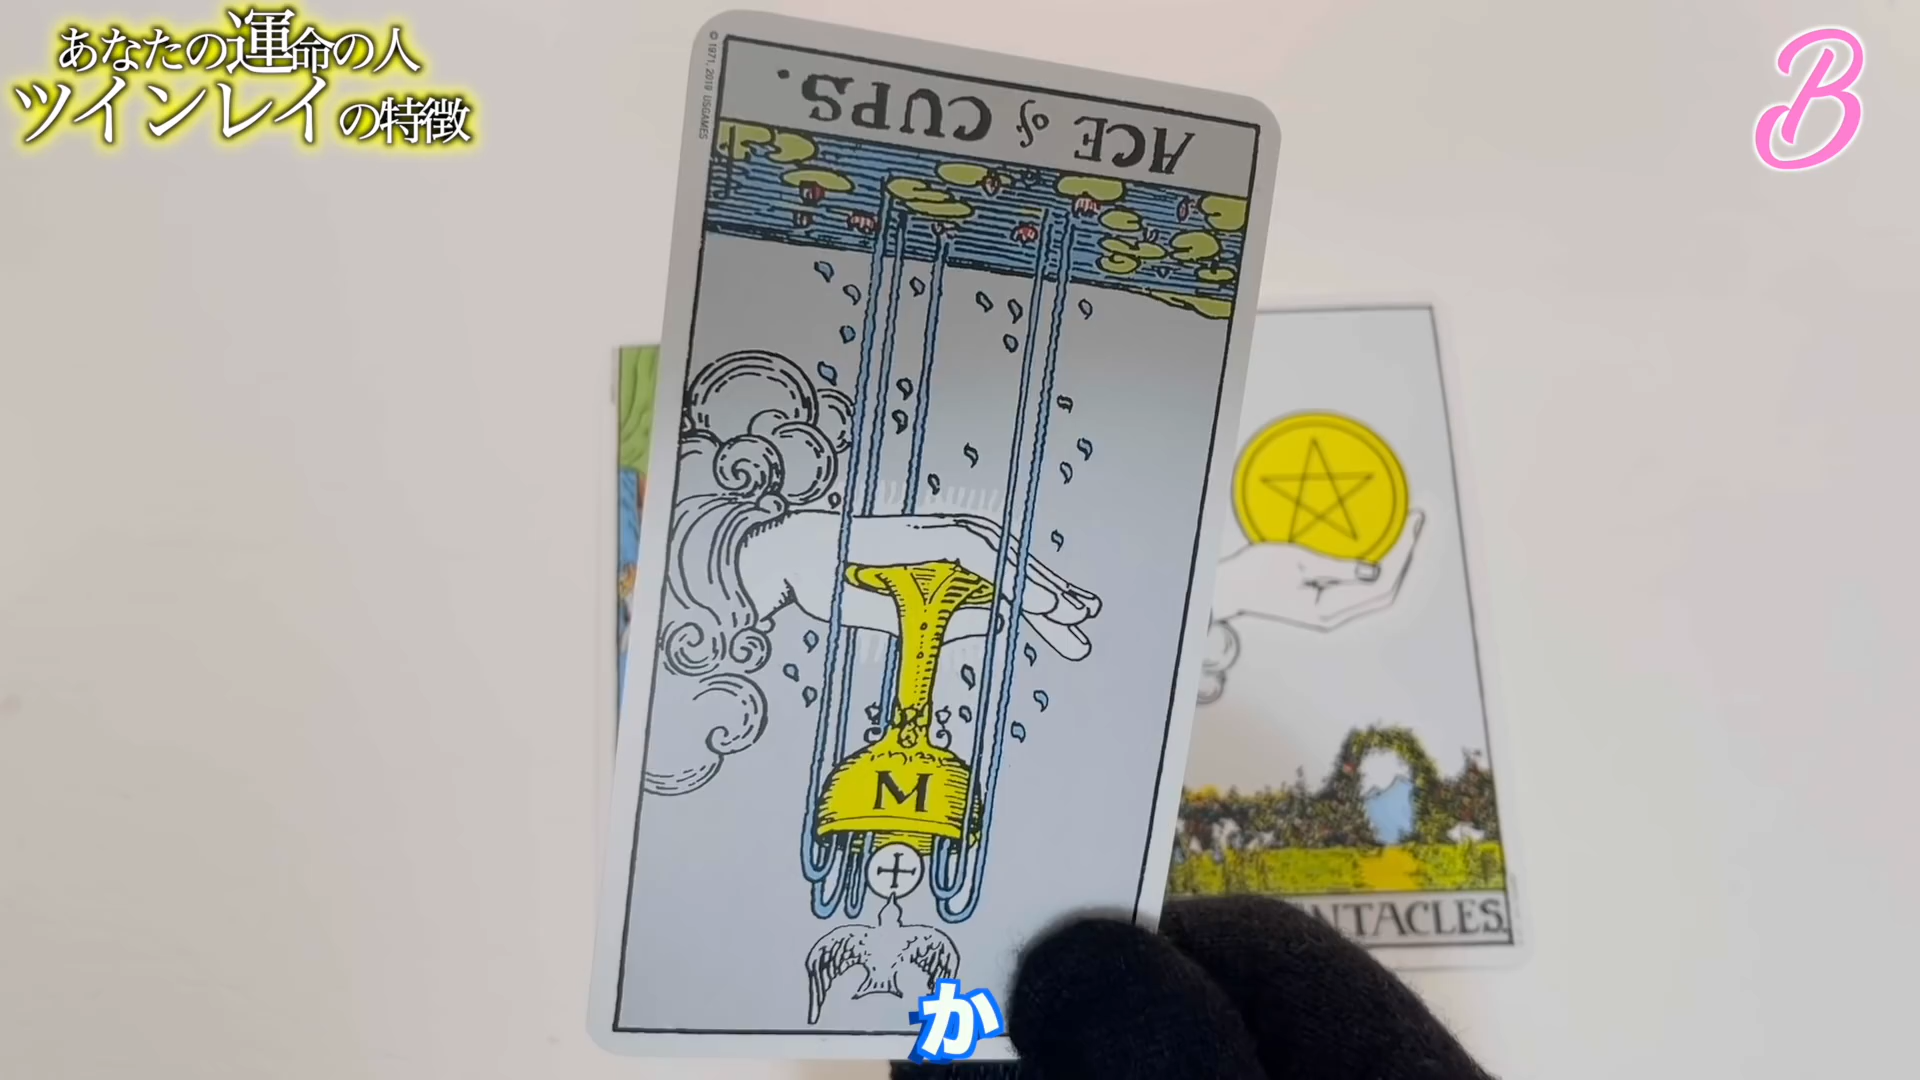 あなたの運命の人
ツインレイの特徴
B
© 1971, 2019 USGAMES
ACE of CUPS.
M
NTACLES.
か